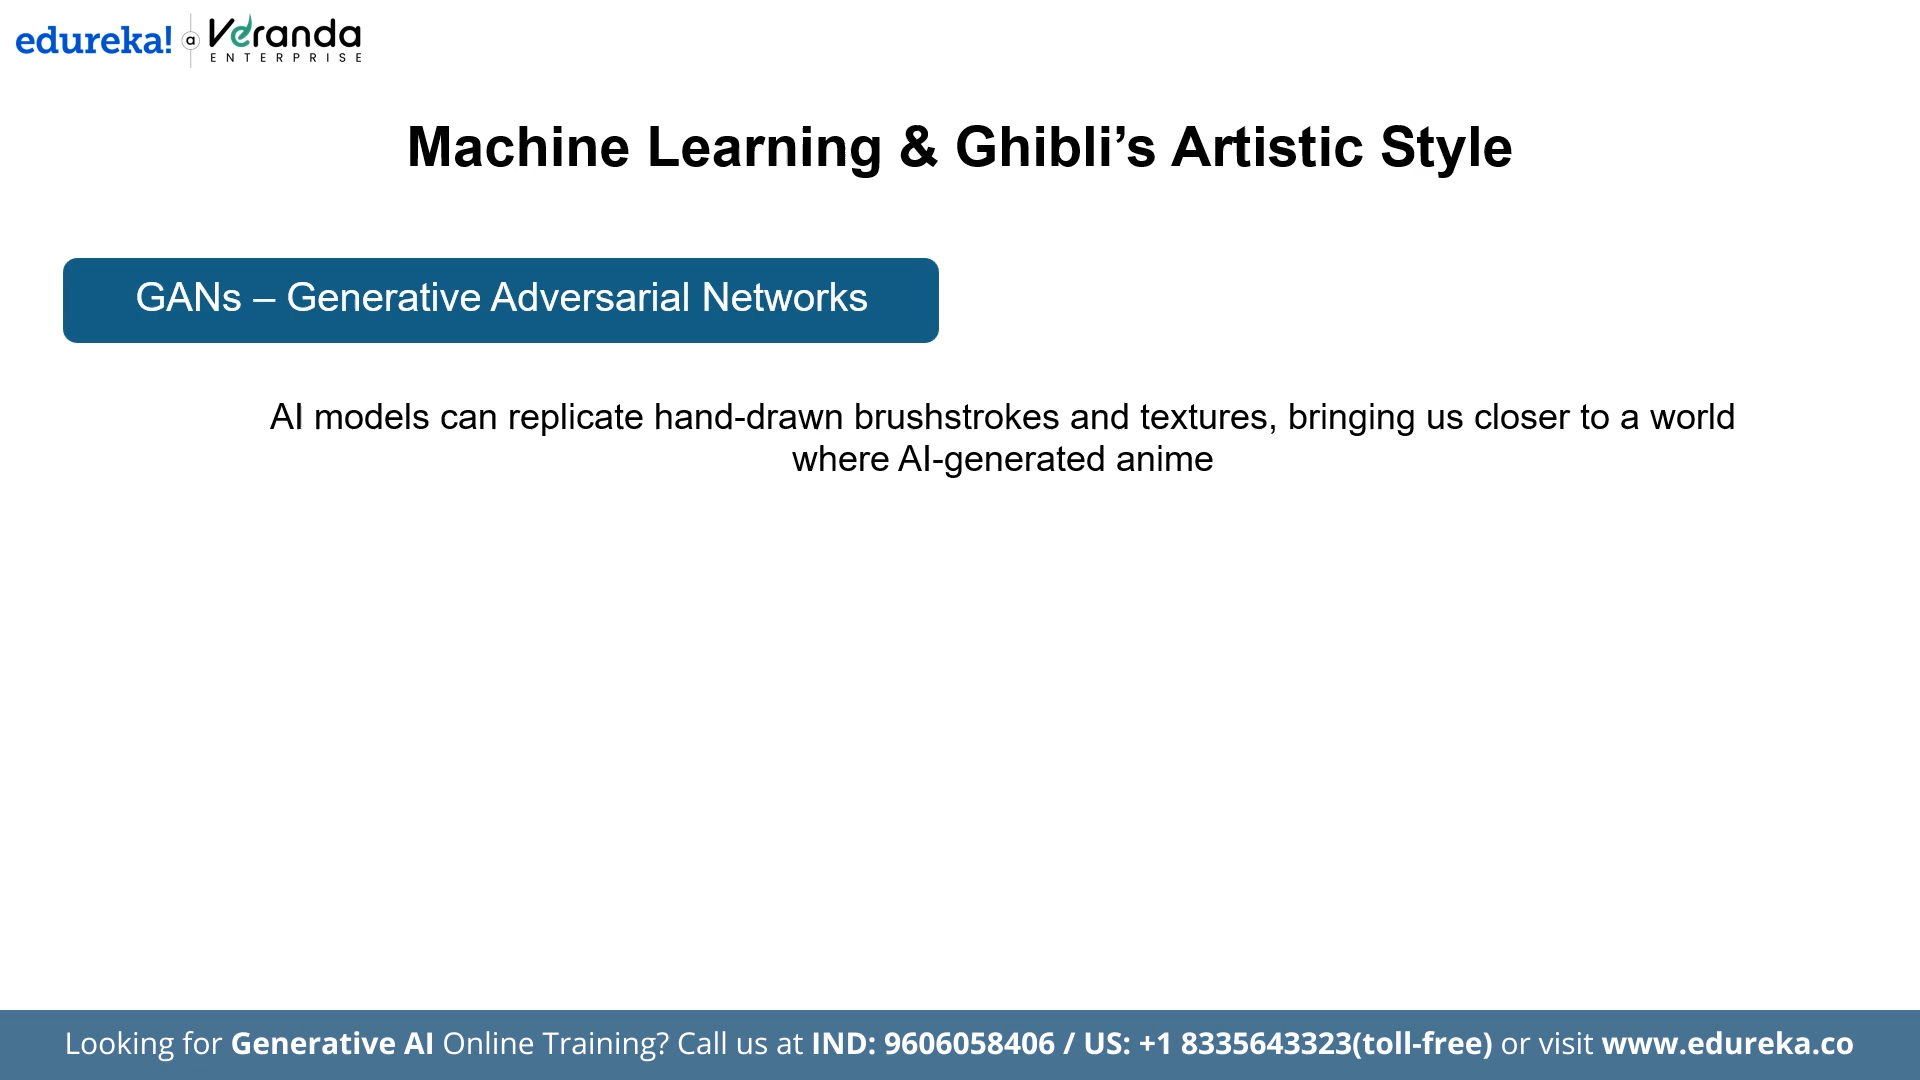 edureka! a Veranda
ENTERPRISE
Machine Learning & Ghibli’s Artistic Style
GANs – Generative Adversarial Networks
AI models can replicate hand-drawn brushstrokes and textures, bringing us closer to a world
where AI-generated anime
Looking for Generative AI Online Training? Call us at IND: 9606058406 / US: +1 8335643323(toll-free) or visit www.edureka.co